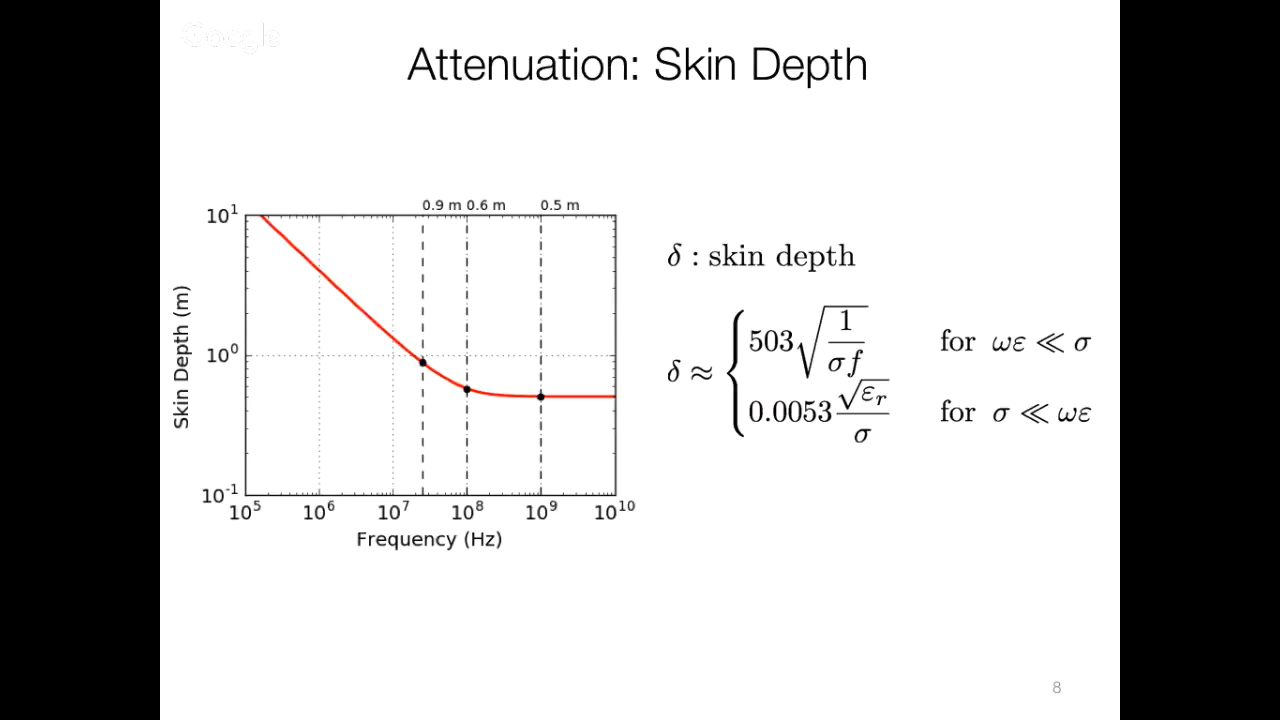 Google
Attenuation: Skin Depth
0.9 m 0.6 m 0.5 m
10^1
10^0
10^-1
Skin Depth (m)
10^5 10^6 10^7 10^8 10^9 10^10
Frequency (Hz)
δ : skin depth
δ ≈ { 503 √(1/(σf)) for ωε ≪ σ
0.0053 √εr/σ for σ ≪ ωε
8